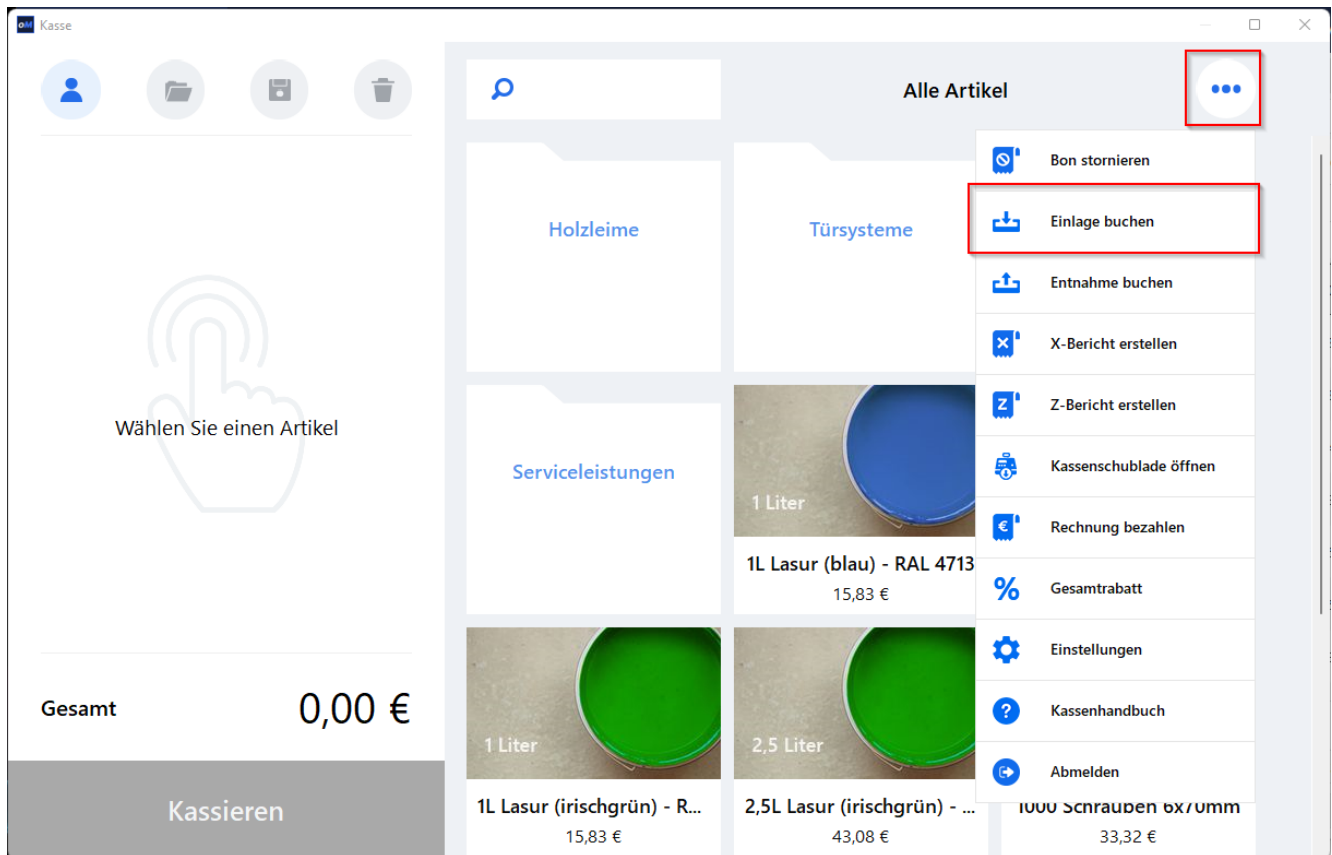 oM Kasse
Alle Artikel
Wählen Sie einen Artikel
Gesamt 0,00 €
Kassieren
Holzleime
Türsysteme
Serviceleistungen
1 Liter
1L Lasur (blau) - RAL 4713
15,83 €
1 Liter
1L Lasur (irischgrün) - R...
15,83 €
2,5 Liter
2,5L Lasur (irischgrün) - ...
43,08 €
1000 Schrauben 6x70mm
33,32 €
Bon stornieren
Einlage buchen
Entnahme buchen
X-Bericht erstellen
Z-Bericht erstellen
Kassenschublade öffnen
Rechnung bezahlen
Gesamtrabatt
Einstellungen
Kassenhandbuch
Abmelden